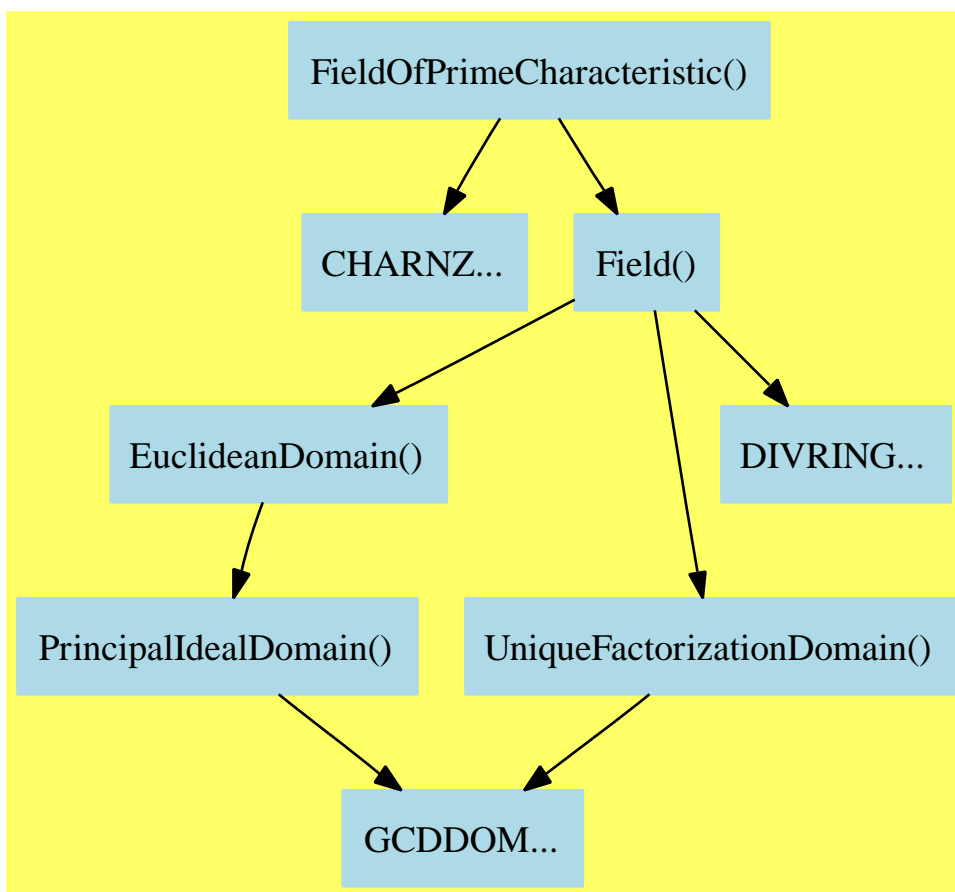 FieldOfPrimeCharacteristic()
CHARNZ...
Field()
EuclideanDomain()
DIVRING...
PrincipalIdealDomain()
UniqueFactorizationDomain()
GCDDOM...